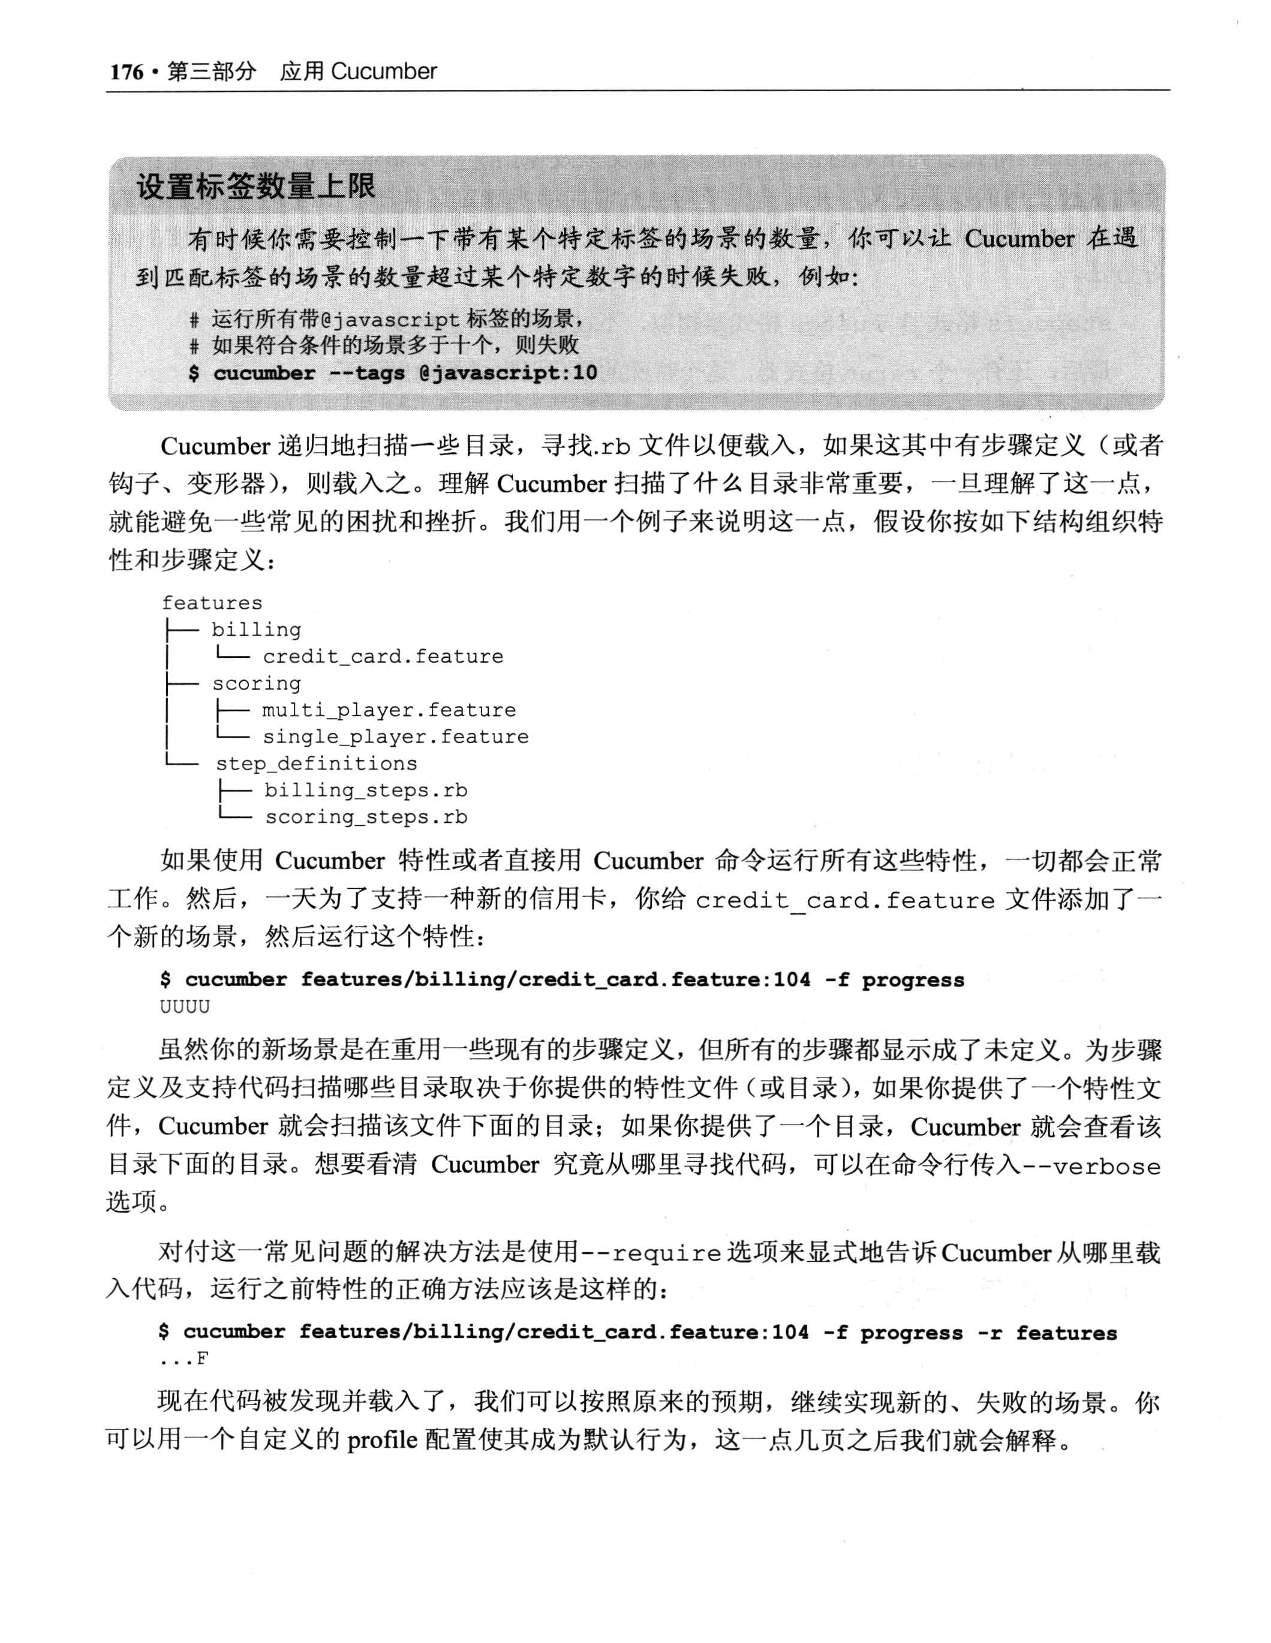 176·第三部分　应用 Cucumber
设置标签数量上限
有时候你需要控制一下带有某个特定标签的场景的数量，你可以让 Cucumber 在遇
到匹配标签的场景的数量超过某个特定数字的时候失败，例如：
# 运行所有带@javascript 标签的场景，
# 如果符合条件的场景多于十个，则失败
$ cucumber --tags @javascript:10
Cucumber 递归地扫描一些目录，寻找.rb 文件以便载入，如果这其中有步骤定义（或者
钩子、变形器），则载入之。理解 Cucumber 扫描了什么目录非常重要，一旦理解了这一点，
就能避免一些常见的困扰和挫折。我们用一个例子来说明这一点，假设你按如下结构组织特
性和步骤定义：
features
├── billing
│   └── credit_card.feature
├── scoring
│   ├── multi_player.feature
│   └── single_player.feature
└── step_definitions
    ├── billing_steps.rb
    └── scoring_steps.rb
如果使用 Cucumber 特性或者直接用 Cucumber 命令运行所有这些特性，一切都会正常
工作。然后，一天为了支持一种新的信用卡，你给 credit_card.feature 文件添加了一
个新的场景，然后运行这个特性：
$ cucumber features/billing/credit_card.feature:104 -f progress
UUUU
虽然你的新场景是在重用一些现有的步骤定义，但所有的步骤都显示成了未定义。为步骤
定义及支持代码扫描哪些目录取决于你提供的特性文件（或目录），如果你提供了一个特性文
件，Cucumber 就会扫描该文件下面的目录；如果你提供了一个目录，Cucumber 就会查看该
目录下面的目录。想要看清 Cucumber 究竟从哪里寻找代码，可以在命令行传入--verbose
选项。
对付这一常见问题的解决方法是使用--require 选项来显式地告诉 Cucumber 从哪里载
入代码，运行之前特性的正确方法应该是这样的：
$ cucumber features/billing/credit_card.feature:104 -f progress -r features
...F
现在代码被发现并载入了，我们可以按照原来的预期，继续实现新的、失败的场景。你
可以用一个自定义的 profile 配置使其成为默认行为，这一点几页之后我们就会解释。